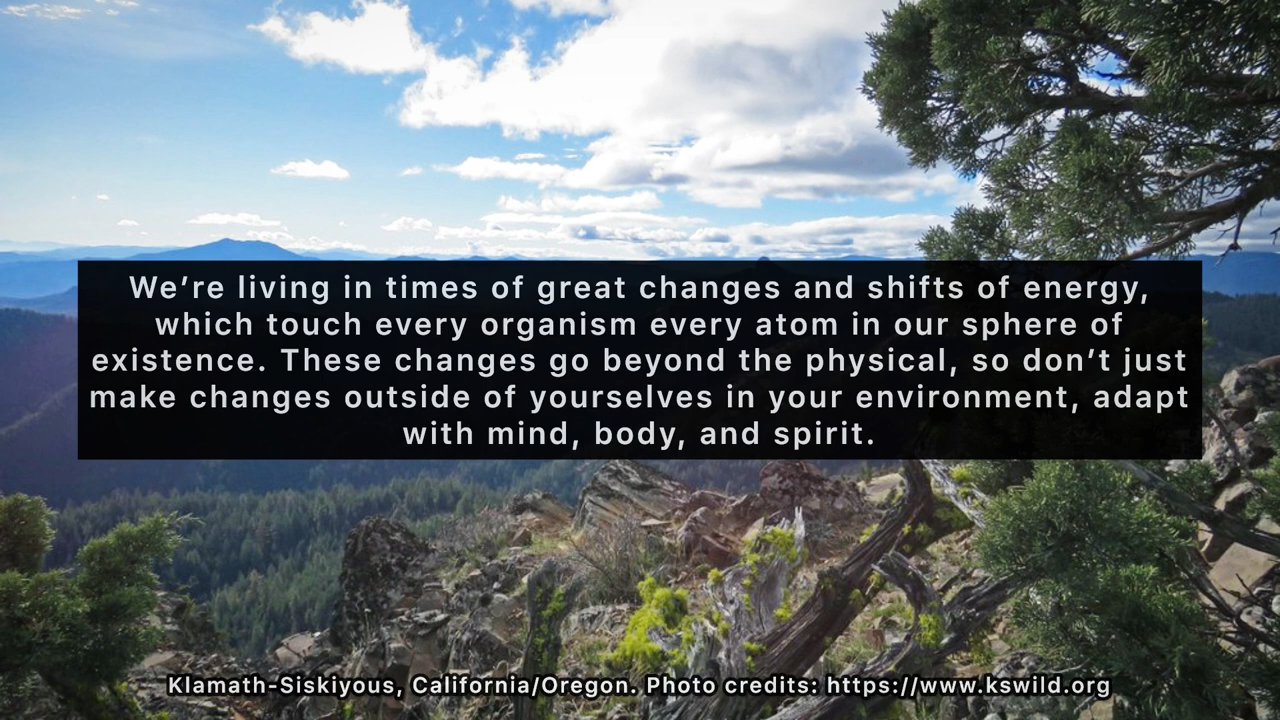 We’re living in times of great changes and shifts of energy,
which touch every organism every atom in our sphere of
existence. These changes go beyond the physical, so don’t just
make changes outside of yourselves in your environment, adapt
with mind, body, and spirit.
Klamath-Siskiyous, California/Oregon. Photo credits: https://www.kswild.org